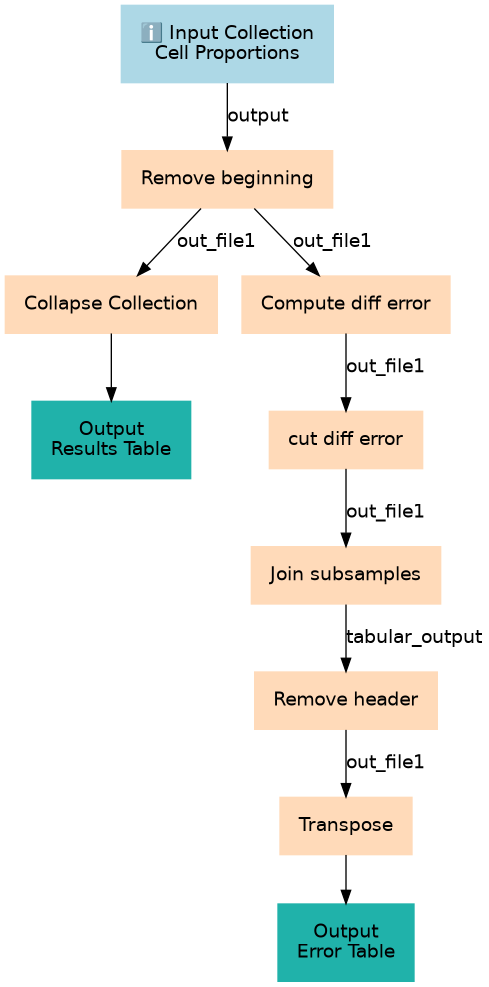 ℹ️ Input Collection
Cell Proportions
output
Remove beginning
out_file1
out_file1
Collapse Collection
Compute diff error
out_file1
Output
Results Table
cut diff error
out_file1
Join subsamples
tabular_output
Remove header
out_file1
Transpose
Output
Error Table